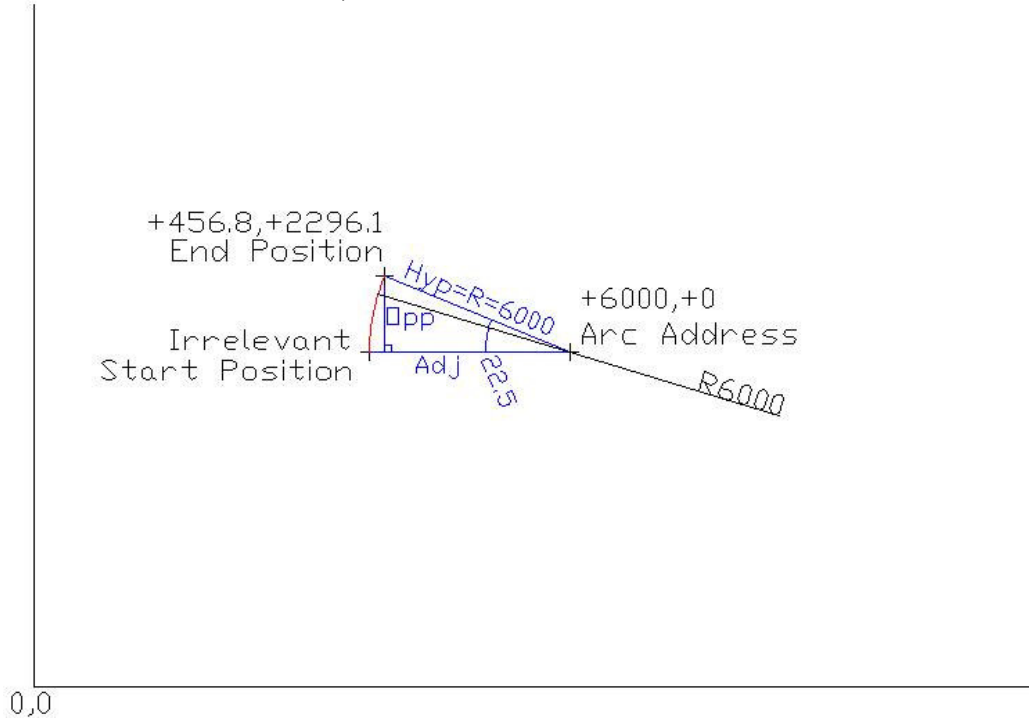 +456.8,+2296.1
End Position
Hyp=R=6000
+6000,+0
Arc Address
Opp
Irrelevant
Start Position
Adj
22.5
R6000
0,0